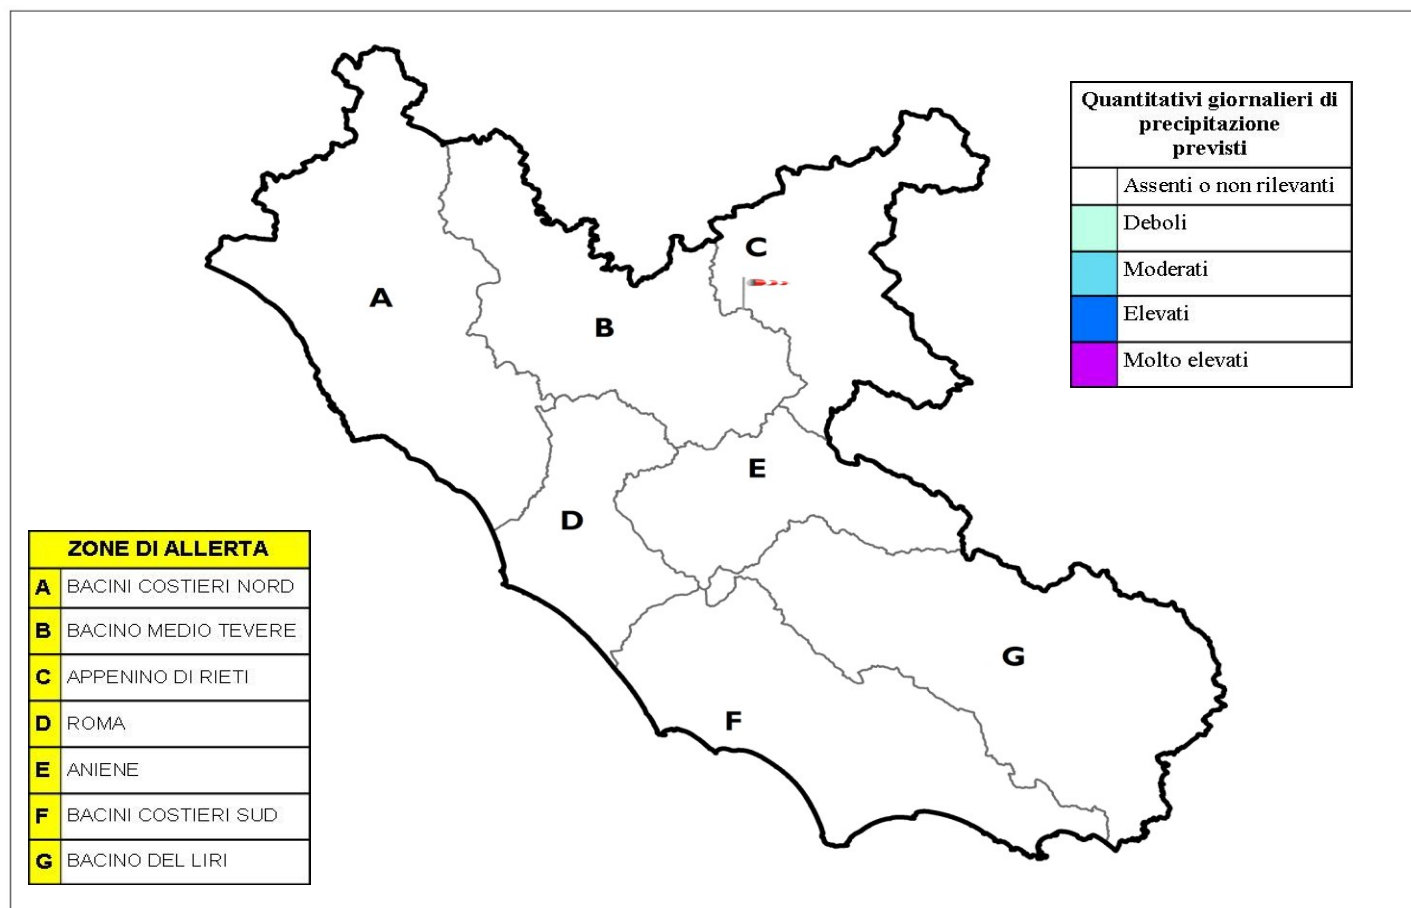 Quantitativi giornalieri di
precipitazione
previsti
Assenti o non rilevanti
Deboli
Moderati
Elevati
Molto elevati
C
A
B
E
D
G
F
ZONE DI ALLERTA
A BACINI COSTIERI NORD
B BACINO MEDIO TEVERE
C APPENINO DI RIETI
D ROMA
E ANIENE
F BACINI COSTIERI SUD
G BACINO DEL LIRI